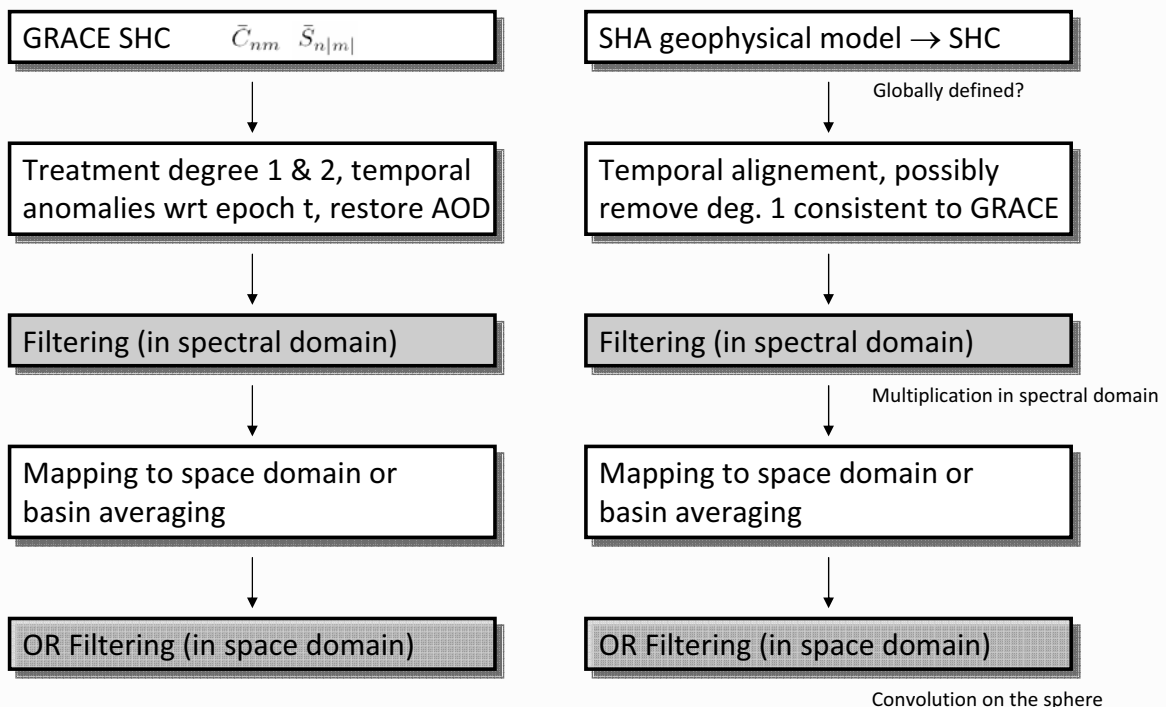 GRACE SHC C̄nm S̄n|m|
Treatment degree 1 & 2, temporal
anomalies wrt epoch t, restore AOD
Filtering (in spectral domain)
Mapping to space domain or
basin averaging
OR Filtering (in space domain)
SHA geophysical model → SHC
Globally defined?
Temporal alignement, possibly
remove deg. 1 consistent to GRACE
Filtering (in spectral domain)
Multiplication in spectral domain
Mapping to space domain or
basin averaging
OR Filtering (in space domain)
Convolution on the sphere